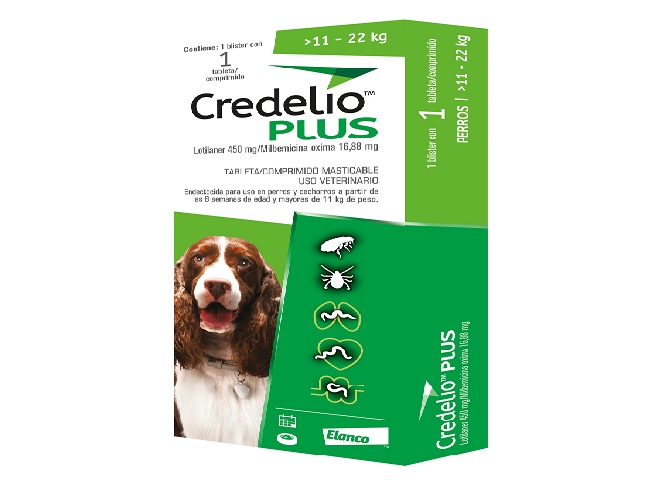 Contiene: 1 blister con
1
tableta/
comprimido
>11 - 22 kg
Credelio™
PLUS
Lotilaner 450 mg/Milbemicina oxima 16,88 mg
TABLETA/COMPRIMIDO MASTICABLE
USO VETERINARIO
Endectocida para uso en perros y cachorros a partir de
as 8 semanas de edad y mayores de 11 kg de peso.
Elanco
1 blister con 1 tableta/comprimido
PERROS | >11 - 22 kg
Credelio™ PLUS
Lotilaner 450 mg/Milbemicina oxima 16,88 mg